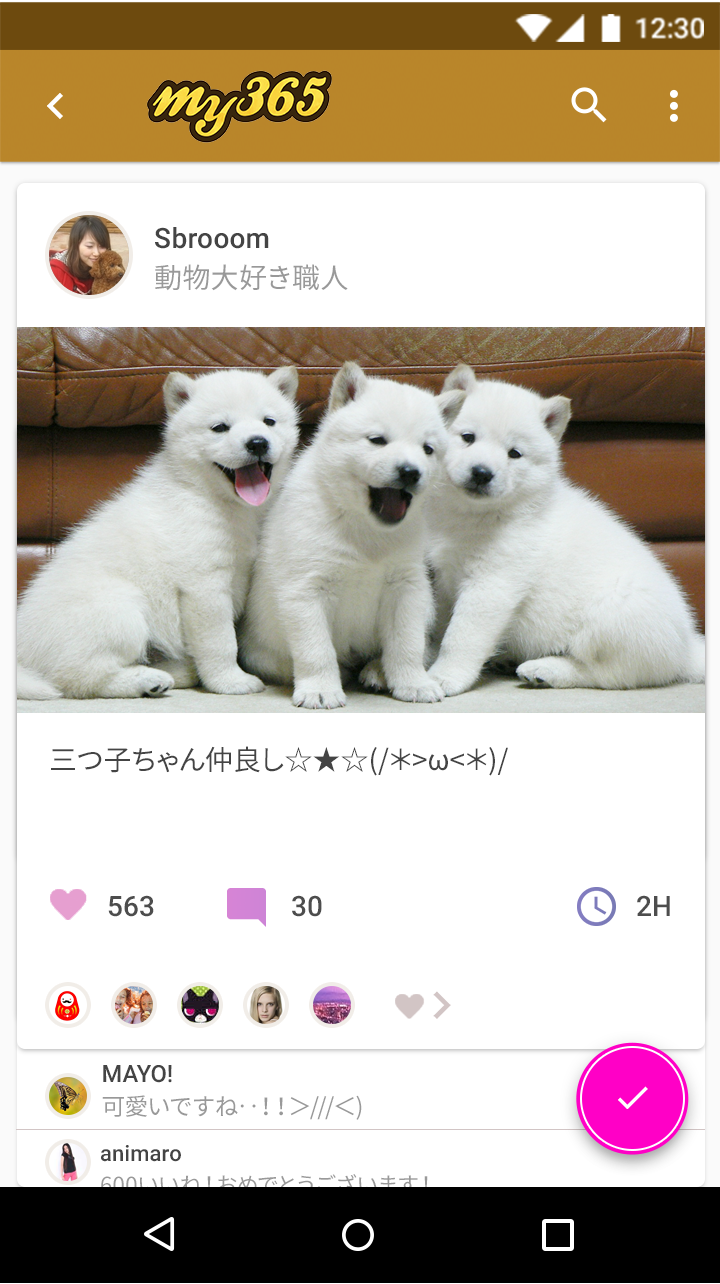 12:30
my365
Sbrooom
動物大好き職人
三つ子ちゃん仲良し☆★☆(/＊>ω<＊)/
563
30
2H
MAYO!
可愛いですね‥！！＞///＜)
animaro
600いいね！おめでとうございます！